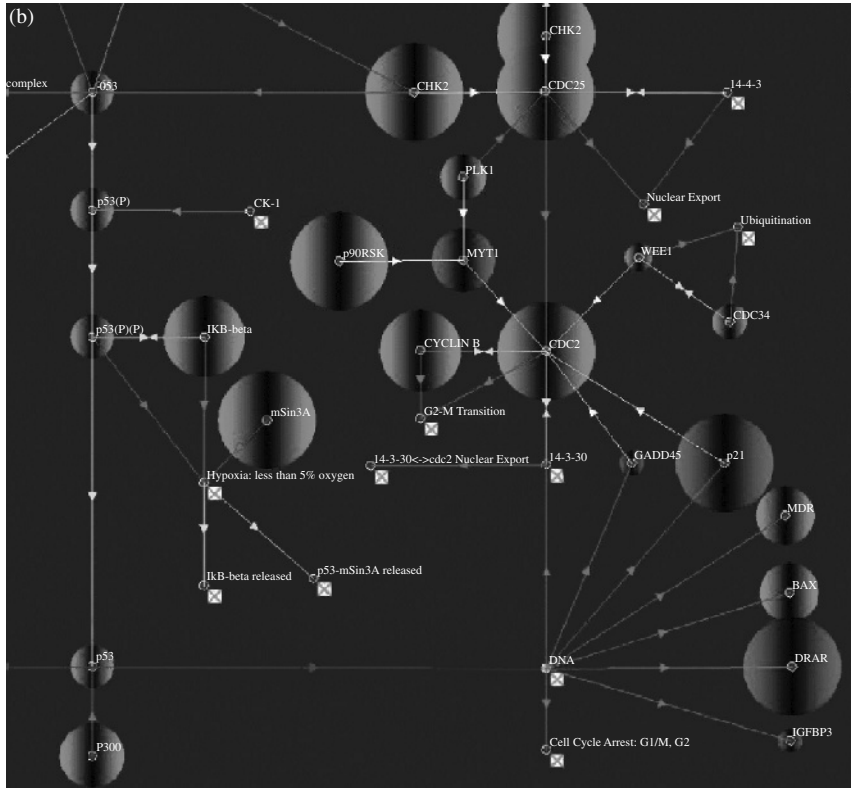 (b)
CHK2
complex
-053
CHK2
CDC25
14-4-3
PLK1
p53(P)
CK-1
Nuclear Export
Ubiquitination
p90RSK
MYT1
WEE1
p53(P)(P)
IKB-beta
CDC34
CYCLIN B
CDC2
mSin3A
G2-M Transition
14-3-30<->cdc2 Nuclear Export
14-3-30
GADD45
p21
Hypoxia: less than 5% oxygen
MDR
IkB-beta released
p53-mSin3A released
BAX
p53
DNA
DRAR
P300
Cell Cycle Arrest: G1/M, G2
IGFBP3